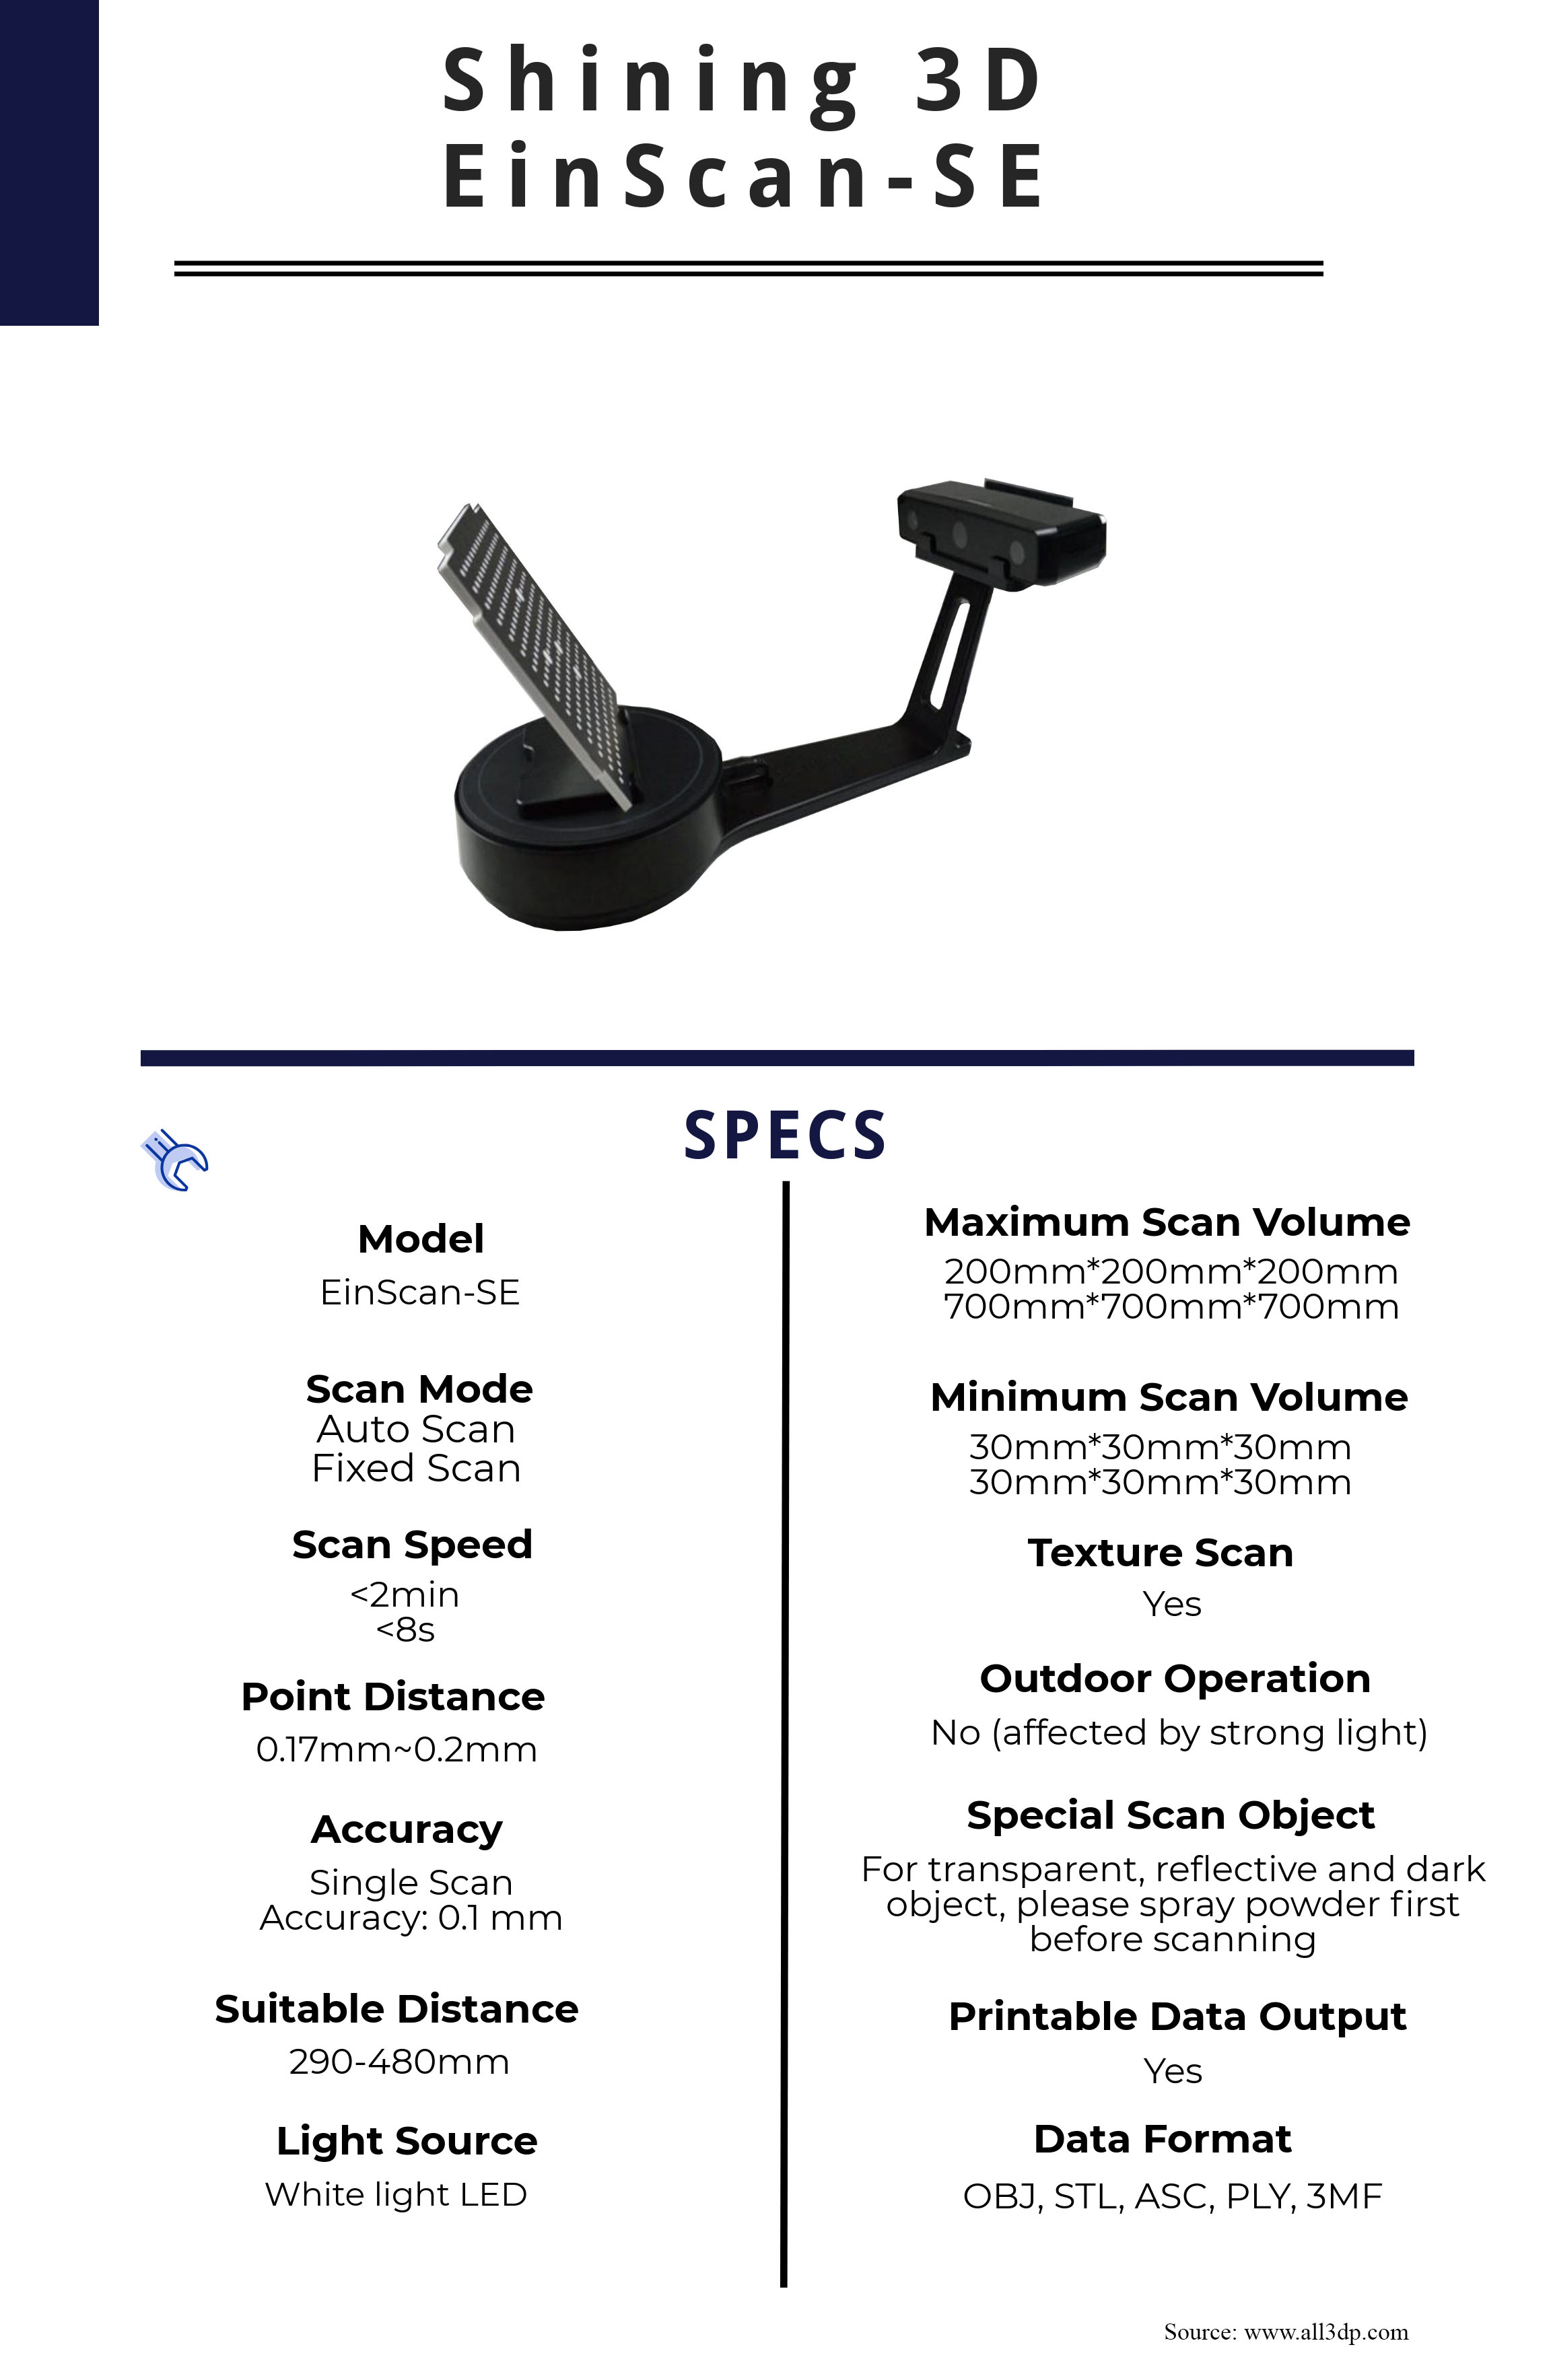 Shining 3D
EinScan-SE
SPECS
Model
EinScan-SE
Scan Mode
Auto Scan
Fixed Scan
Scan Speed
<2min
<8s
Point Distance
0.17mm~0.2mm
Accuracy
Single Scan
Accuracy: 0.1 mm
Suitable Distance
290-480mm
Light Source
White light LED
Maximum Scan Volume
200mm*200mm*200mm
700mm*700mm*700mm
Minimum Scan Volume
30mm*30mm*30mm
30mm*30mm*30mm
Texture Scan
Yes
Outdoor Operation
No (affected by strong light)
Special Scan Object
For transparent, reflective and dark
object, please spray powder first
before scanning
Printable Data Output
Yes
Data Format
OBJ, STL, ASC, PLY, 3MF
Source: www.all3dp.com